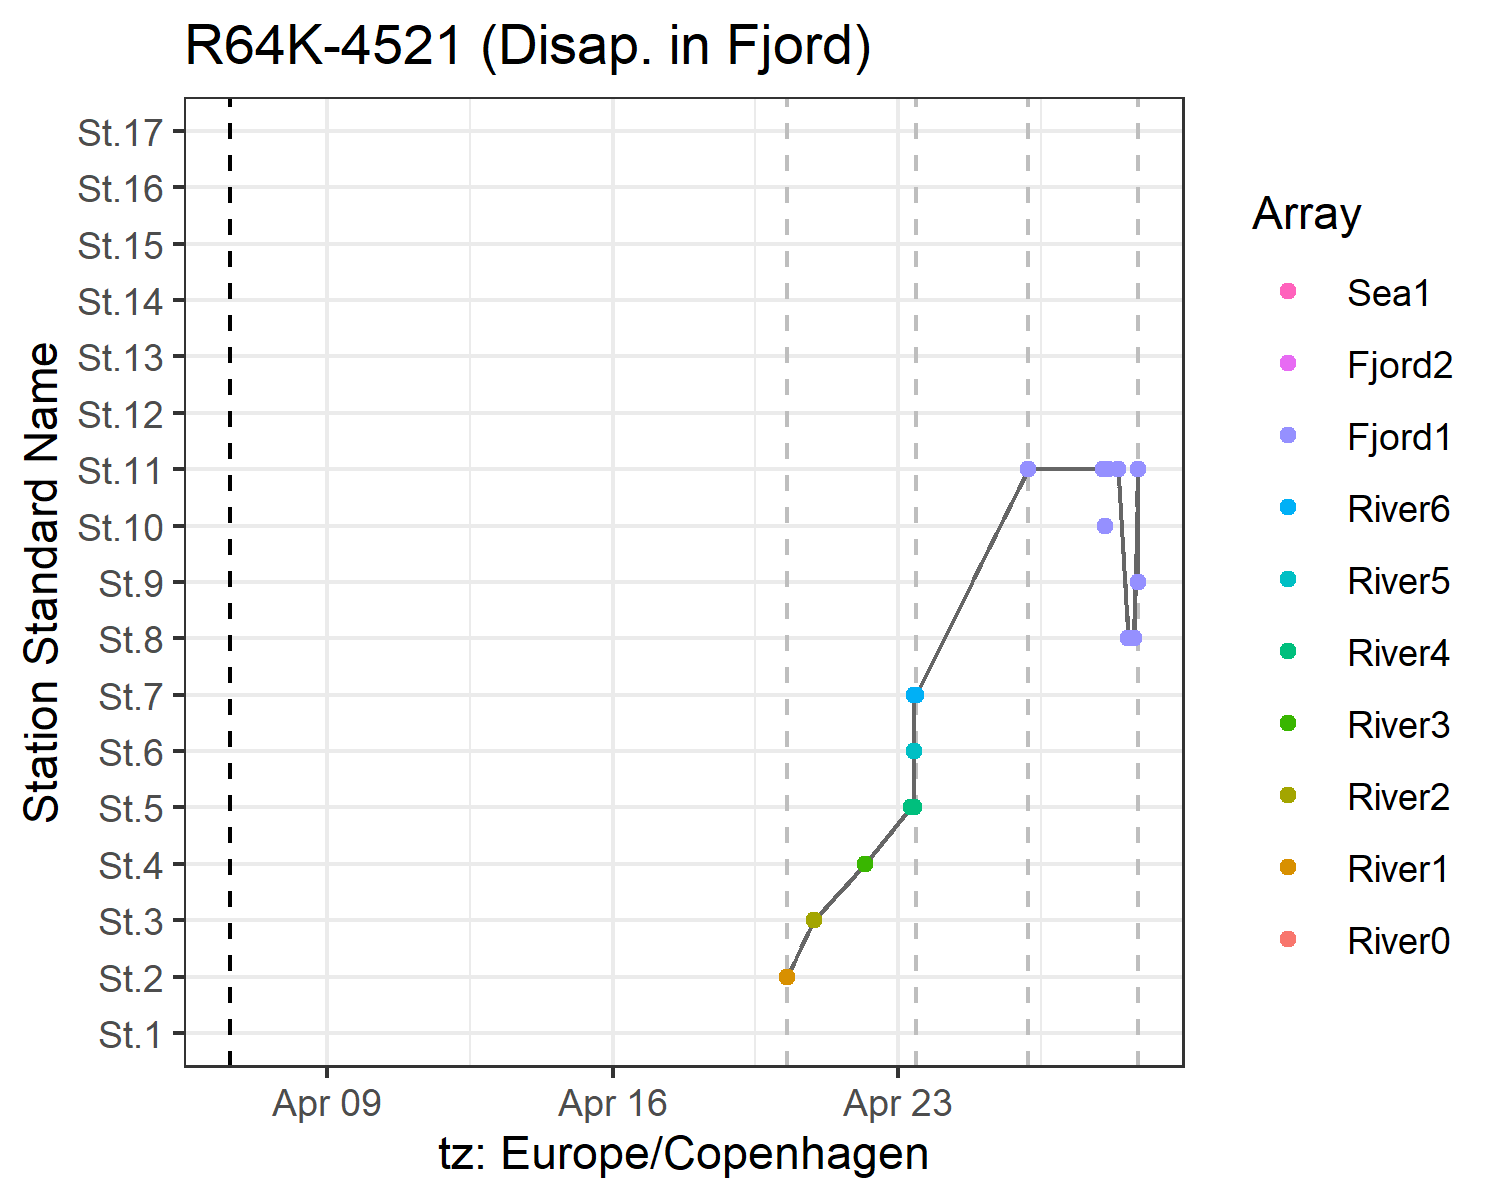 R64K-4521 (Disap. in Fjord)
Station Standard Name
St.17
St.16
St.15
St.14
St.13
St.12
St.11
St.10
St.9
St.8
St.7
St.6
St.5
St.4
St.3
St.2
St.1
Apr 09
Apr 16
Apr 23
tz: Europe/Copenhagen
Array
Sea1
Fjord2
Fjord1
River6
River5
River4
River3
River2
River1
River0